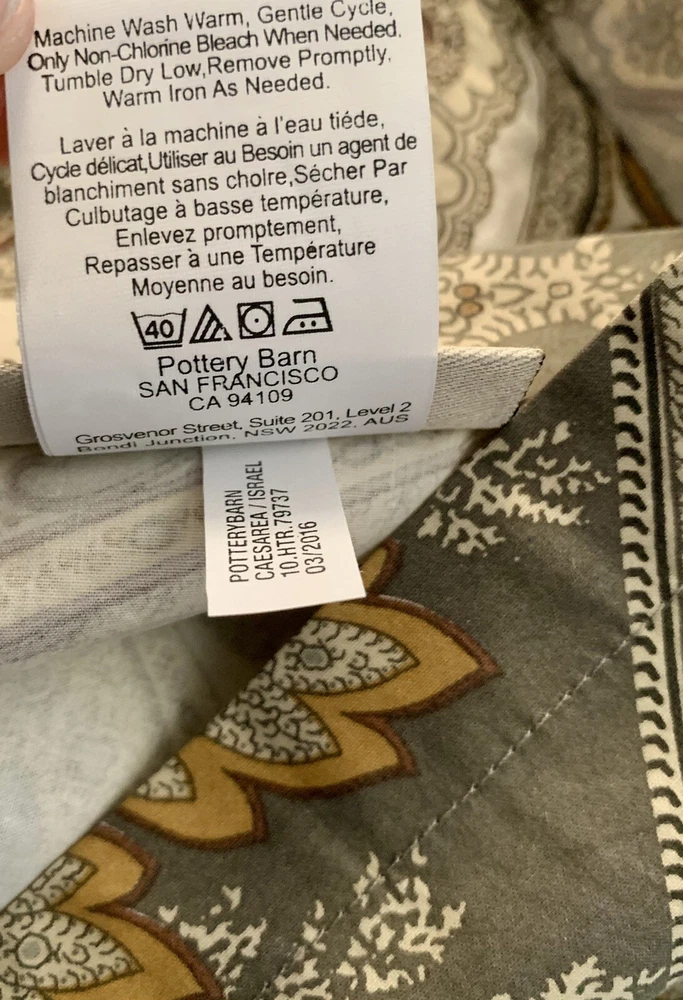 Machine Wash Warm, Gentle Cycle,
Only Non-Chlorine Bleach When Needed.
Tumble Dry Low,Remove Promptly,
Warm Iron As Needed.
Laver à la machine à l'eau tiéde,
Cycle délicat,Utiliser au Besoin un agent de
blanchiment sans cholre,Sécher Par
Culbutage à basse température,
Enlevez promptement,
Repasser à une Température
Moyenne au besoin.
40
Pottery Barn
SAN FRANCISCO
CA 94109
Grosvenor Street, Suite 201, Level 2
Bondi Junction, NSW 2022, AUS
POTTERYBARN
CAESAREA / ISRAEL
10.HTR.79737
03/2016